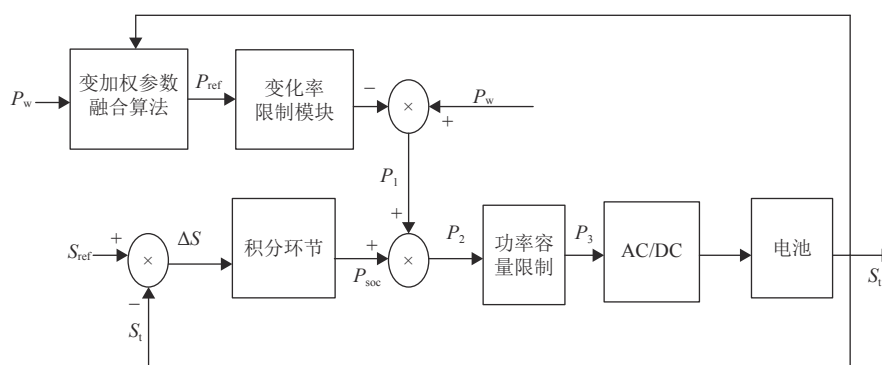 P_w
变加权参数
融合算法
P_ref
变化率
限制模块
−
×
+
P_w
P_1
+
S_ref
+
×
ΔS
−
S_t
积分环节
+
P_soc
×
P_2
功率容
量限制
P_3
AC/DC
电池
S_t